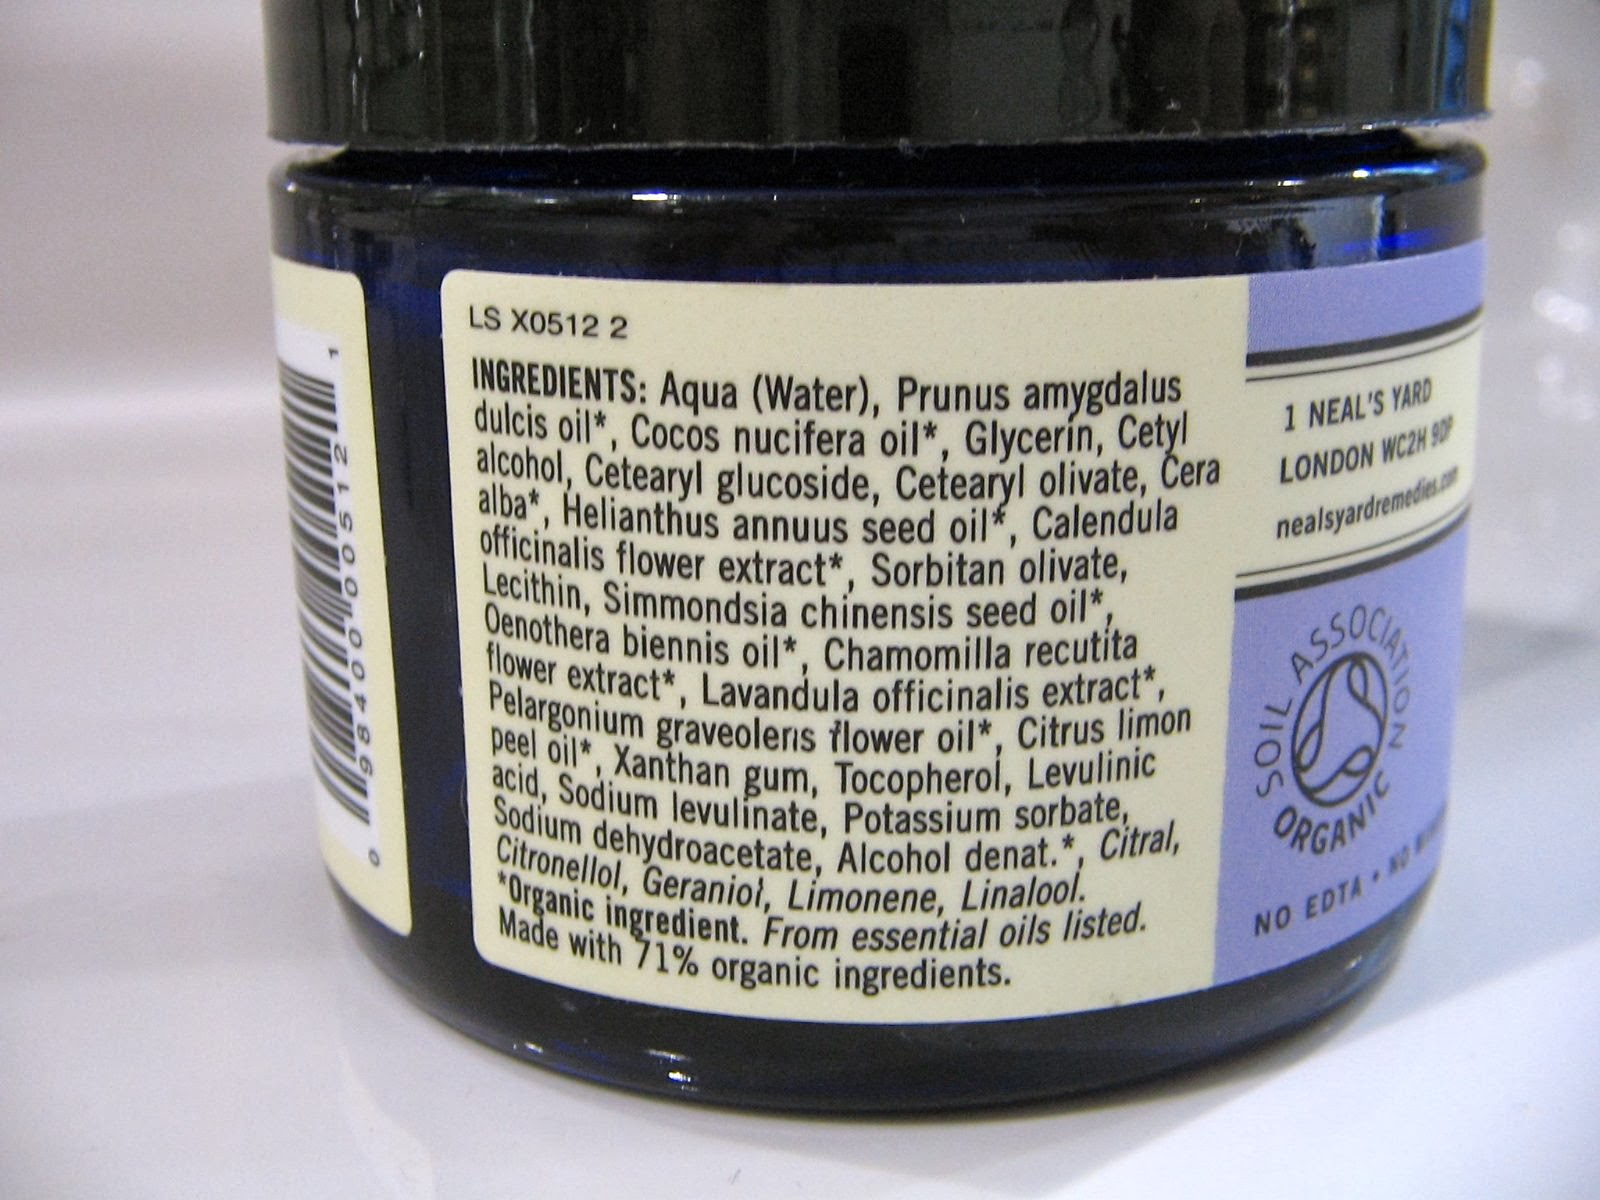 1
098400 00512
0
LS X0512 2
INGREDIENTS: Aqua (Water), Prunus amygdalus
dulcis oil*, Cocos nucifera oil*, Glycerin, Cetyl
alcohol, Cetearyl glucoside, Cetearyl olivate, Cera
alba*, Helianthus annuus seed oil*, Calendula
officinalis flower extract*, Sorbitan olivate,
Lecithin, Simmondsia chinensis seed oil*,
Oenothera biennis oil*, Chamomilla recutita
flower extract*, Lavandula officinalis extract*,
Pelargonium graveolens flower oil*, Citrus limon
peel oil*, Xanthan gum, Tocopherol, Levulinic
acid, Sodium levulinate, Potassium sorbate,
Sodium dehydroacetate, Alcohol denat.*, Citral,
Citronellol, Geraniol, Limonene, Linalool.
*Organic ingredient. From essential oils listed.
Made with 71% organic ingredients.
1 NEAL'S YARD
LONDON WC2H 9DP
nealsyardremedies.com
SOIL ASSOCIATION
ORGANIC
NO EDTA • NO